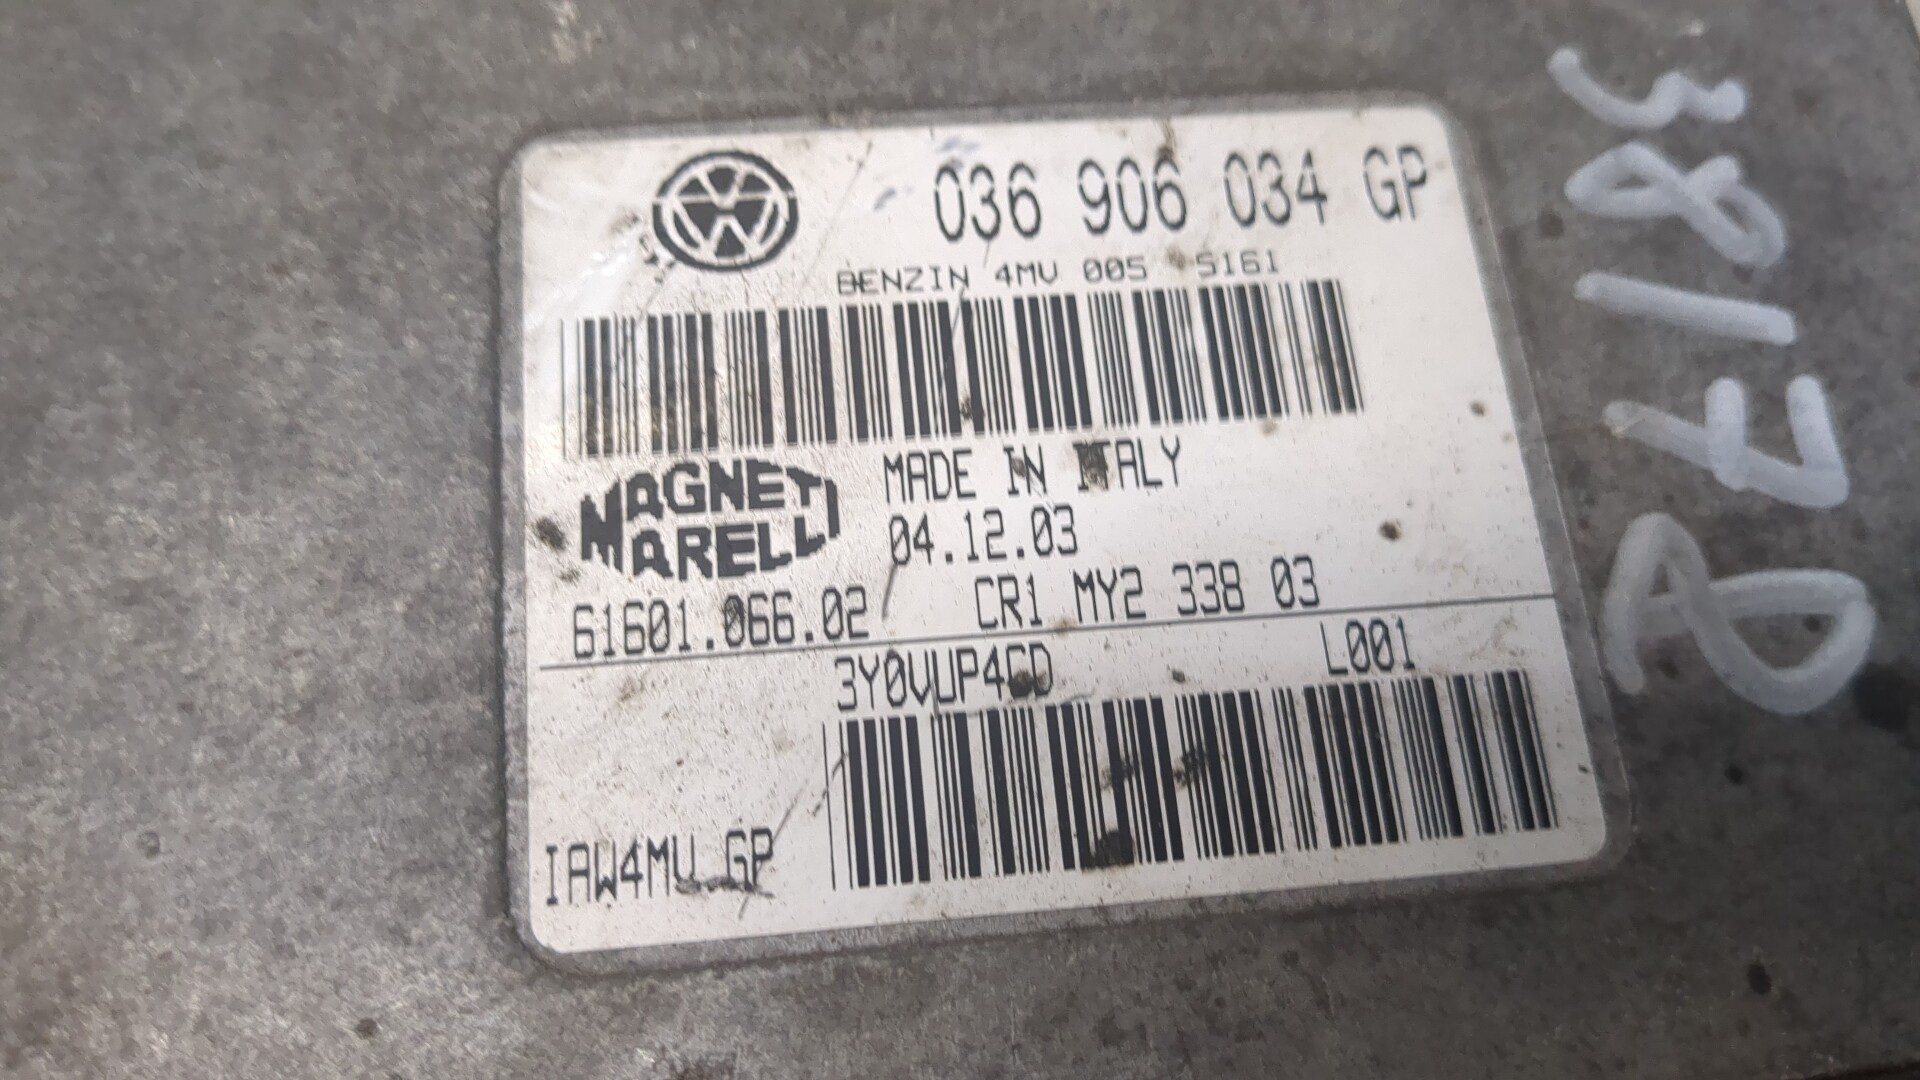 036 906 034 GP
BENZIN 4MV 005 S161
MAGNETI
MARELLI
MADE IN ITALY
04.12.03
61601.066.02 CR1 MY2 338 03
3Y0VUP4CD L001
IAW4MV GP